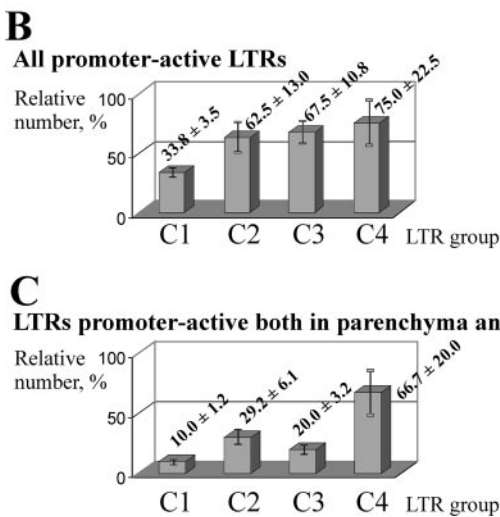 B
All promoter-active LTRs
Relative
number, %
100
50
0
33.8 ± 3.5
62.5 ± 13.0
67.5 ± 10.8
75.0 ± 22.5
C1 C2 C3 C4 LTR group
C
LTRs promoter-active both in parenchyma an
Relative
number, %
100
50
0
10.0 ± 1.2
29.2 ± 6.1
20.0 ± 3.2
66.7 ± 20.0
C1 C2 C3 C4 LTR group